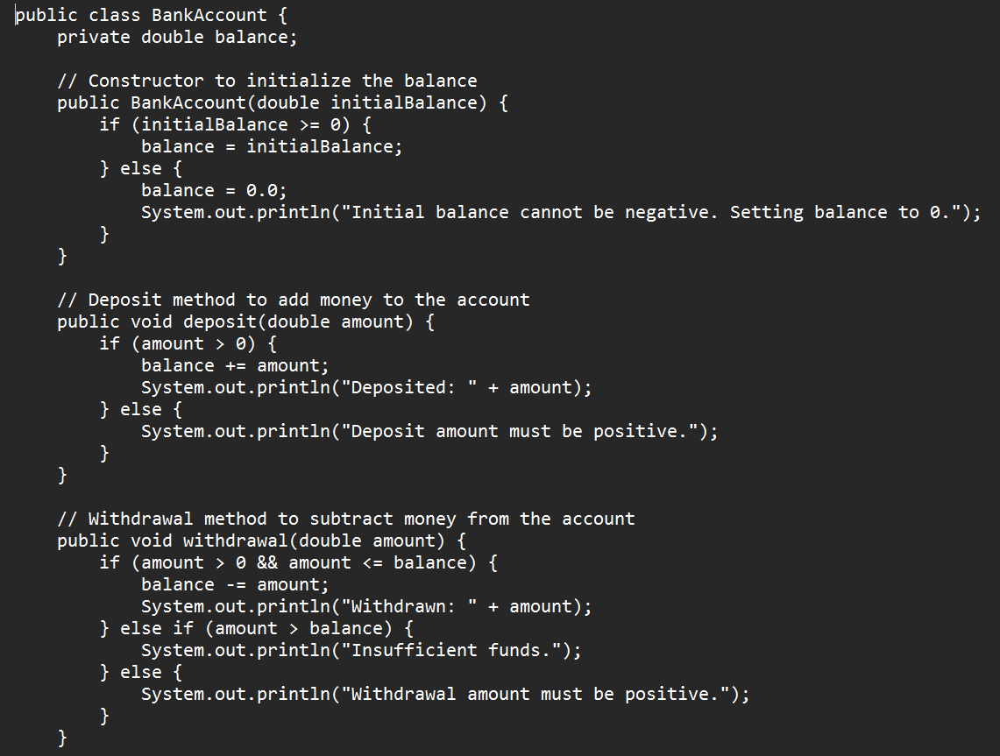 public class BankAccount {
    private double balance;

    // Constructor to initialize the balance
    public BankAccount(double initialBalance) {
        if (initialBalance >= 0) {
            balance = initialBalance;
        } else {
            balance = 0.0;
            System.out.println("Initial balance cannot be negative. Setting balance to 0.");
        }
    }

    // Deposit method to add money to the account
    public void deposit(double amount) {
        if (amount > 0) {
            balance += amount;
            System.out.println("Deposited: " + amount);
        } else {
            System.out.println("Deposit amount must be positive.");
        }
    }

    // Withdrawal method to subtract money from the account
    public void withdrawal(double amount) {
        if (amount > 0 && amount <= balance) {
            balance -= amount;
            System.out.println("Withdrawn: " + amount);
        } else if (amount > balance) {
            System.out.println("Insufficient funds.");
        } else {
            System.out.println("Withdrawal amount must be positive.");
        }
    }